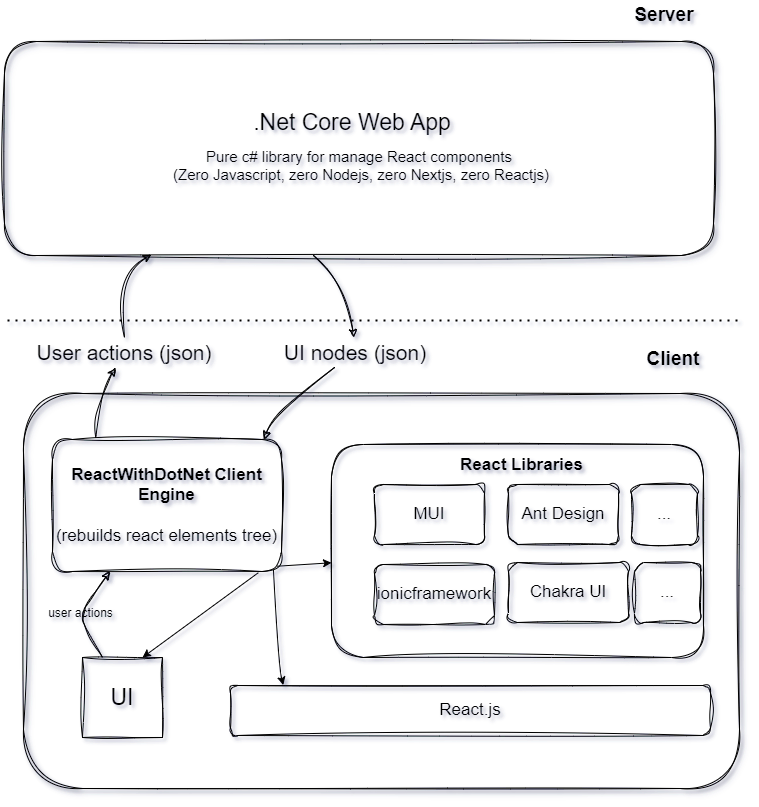 Server
.Net Core Web App
Pure c# library for manage React components
(Zero Javascript, zero Nodejs, zero Nextjs, zero Reactjs)
User actions (json)
UI nodes (json)
Client
ReactWithDotNet Client
Engine
(rebuilds react elements tree)
React Libraries
MUI
Ant Design
...
ionicframework
Chakra UI
...
user actions
UI
React.js